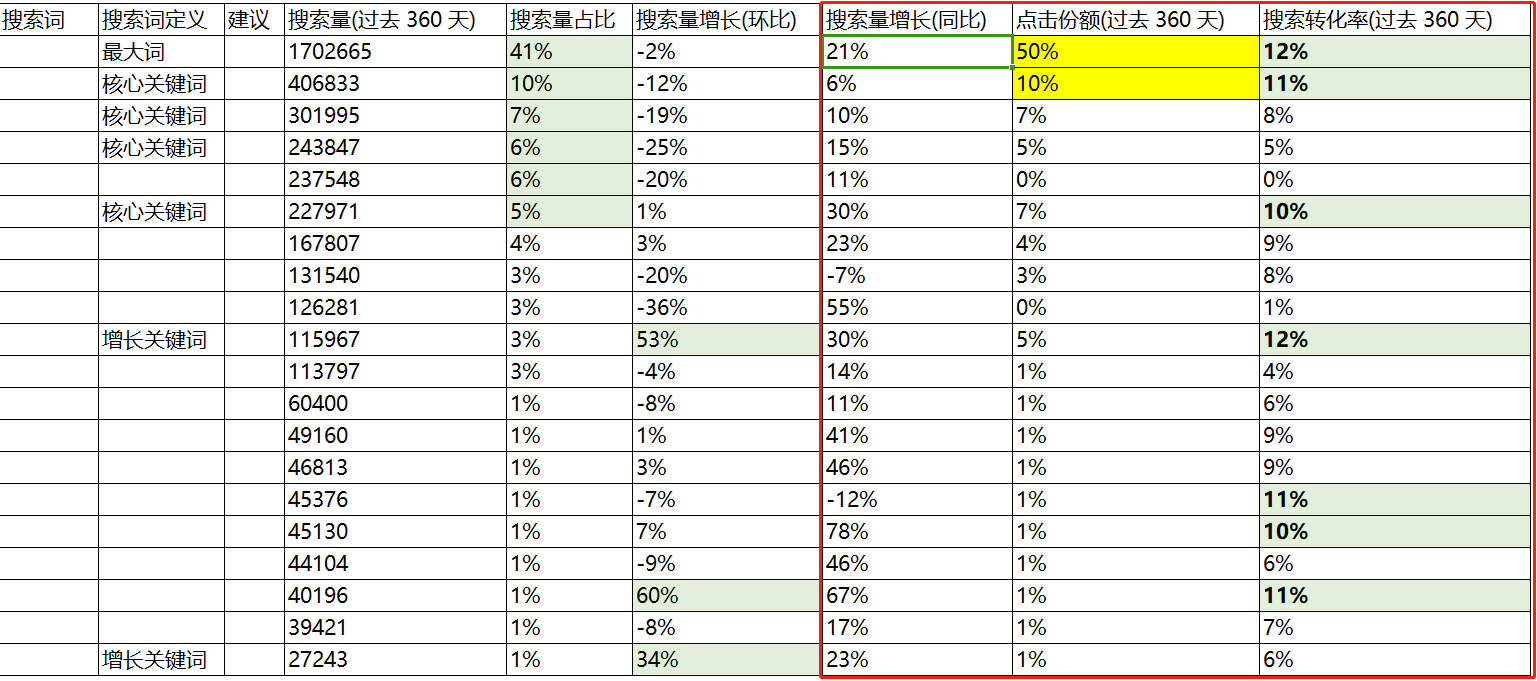 搜索词 搜索词定义 建议 搜索量(过去 360 天) 搜索量占比 搜索量增长(环比) 搜索量增长(同比) 点击份额(过去 360 天) 搜索转化率(过去 360 天)
最大词 1702665 41% -2% 21% 50% 12%
核心关键词 406833 10% -12% 6% 10% 11%
核心关键词 301995 7% -19% 10% 7% 8%
核心关键词 243847 6% -25% 15% 5% 5%
237548 6% -20% 11% 0% 0%
核心关键词 227971 5% 1% 30% 7% 10%
167807 4% 3% 23% 4% 9%
131540 3% -20% -7% 3% 8%
126281 3% -36% 55% 0% 1%
增长关键词 115967 3% 53% 30% 5% 12%
113797 3% -4% 14% 1% 4%
60400 1% -8% 11% 1% 6%
49160 1% 1% 41% 1% 9%
46813 1% 3% 46% 1% 9%
45376 1% -7% -12% 1% 11%
45130 1% 7% 78% 1% 10%
44104 1% -9% 46% 1% 6%
40196 1% 60% 67% 1% 11%
39421 1% -8% 17% 1% 7%
增长关键词 27243 1% 34% 23% 1% 6%